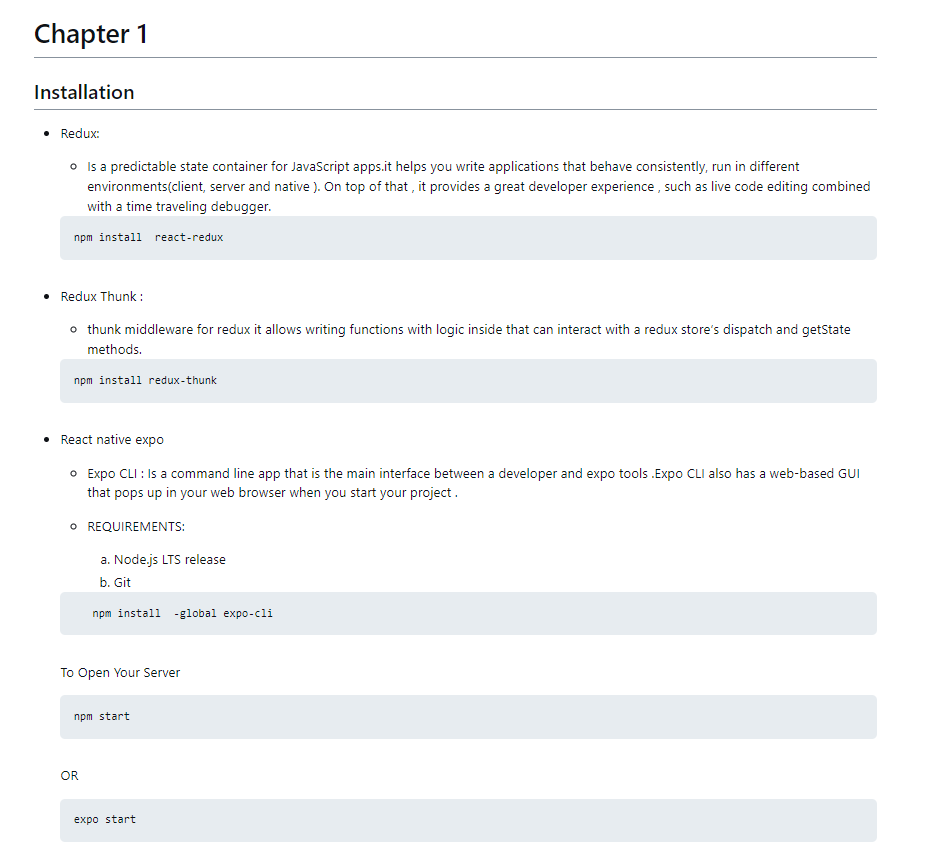 Chapter 1
Installation
Redux:
Is a predictable state container for JavaScript apps.it helps you write applications that behave consistently, run in different
environments(client, server and native ). On top of that , it provides a great developer experience , such as live code editing combined
with a time traveling debugger.
npm install  react-redux
Redux Thunk :
thunk middleware for redux it allows writing functions with logic inside that can interact with a redux store's dispatch and getState
methods.
npm install redux-thunk
React native expo
Expo CLI : Is a command line app that is the main interface between a developer and expo tools .Expo CLI also has a web-based GUI
that pops up in your web browser when you start your project .
REQUIREMENTS:
a. Node.js LTS release
b. Git
npm install  -global expo-cli
To Open Your Server
npm start
OR
expo start